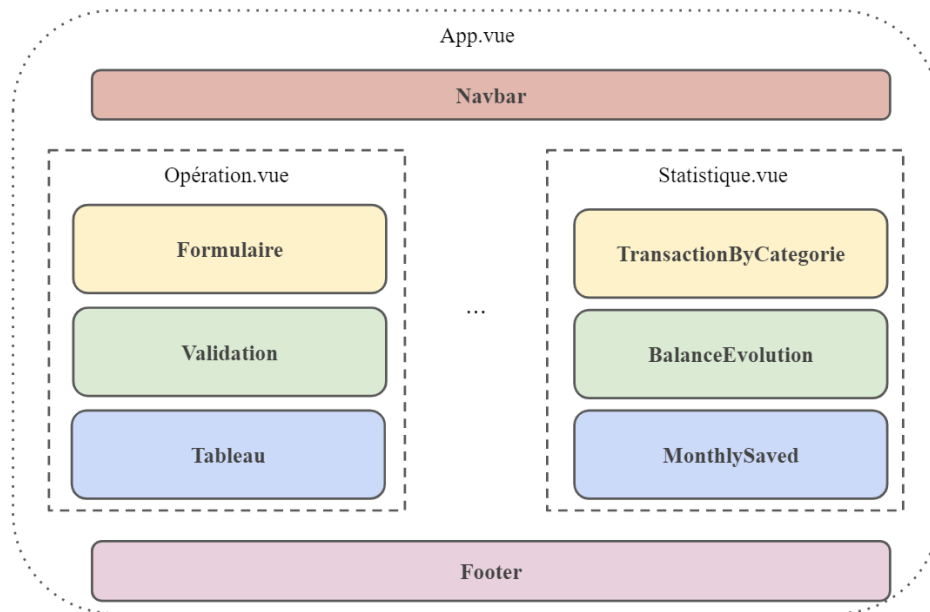 App.vue
Navbar
Opération.vue
Formulaire
Validation
Tableau
...
Statistique.vue
TransactionByCategorie
BalanceEvolution
MonthlySaved
Footer